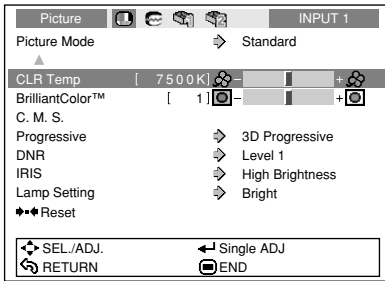 Picture INPUT 1
Picture Mode Standard
CLR Temp [ 7500K] - +
BrilliantColor™ [ 1] - +
C. M. S.
Progressive 3D Progressive
DNR Level 1
IRIS High Brightness
Lamp Setting Bright
Reset
SEL./ADJ. Single ADJ
RETURN END